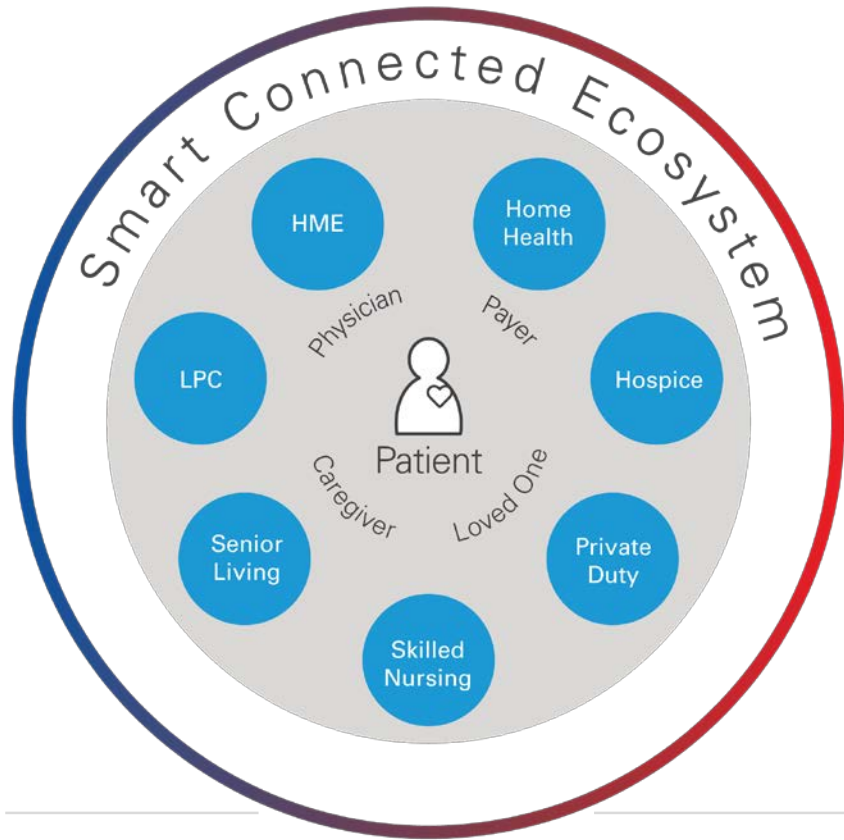 Smart Connected Ecosystem
HME
Home
Health
Physician
Payer
LPC
Hospice
Patient
Caregiver
Loved One
Senior
Living
Private
Duty
Skilled
Nursing